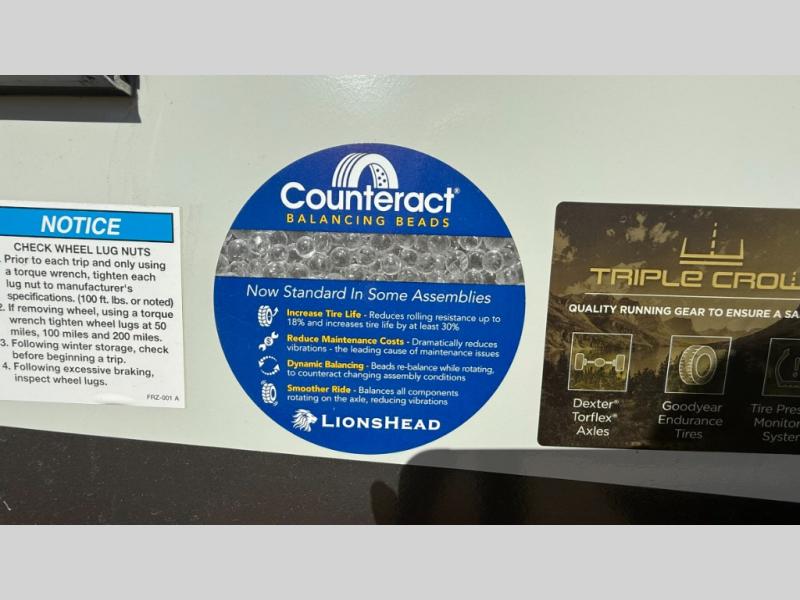 NOTICE
CHECK WHEEL LUG NUTS
Prior to each trip and only using
a torque wrench, tighten each
lug nut to manufacturer's
specifications. (100 ft. lbs. or noted)
2. If removing wheel, using a torque
wrench tighten wheel lugs at 50
miles, 100 miles and 200 miles.
3. Following winter storage, check
before beginning a trip.
4. Following excessive braking,
inspect wheel lugs.
FRZ-001 A
Counteract®
BALANCING BEADS
Now Standard In Some Assemblies
Increase Tire Life - Reduces rolling resistance up to
18% and increases tire life by at least 30%
Reduce Maintenance Costs - Dramatically reduces
vibrations - the leading cause of maintenance issues
Dynamic Balancing - Beads re-balance while rotating,
to counteract changing assembly conditions
Smoother Ride - Balances all components
rotating on the axle, reducing vibrations
LIONSHEAD
TRIPLE CROW
QUALITY RUNNING GEAR TO ENSURE A SA
Dexter®
Torflex®
Axles
Goodyear
Endurance
Tires
Tire Pres
Monitor
System